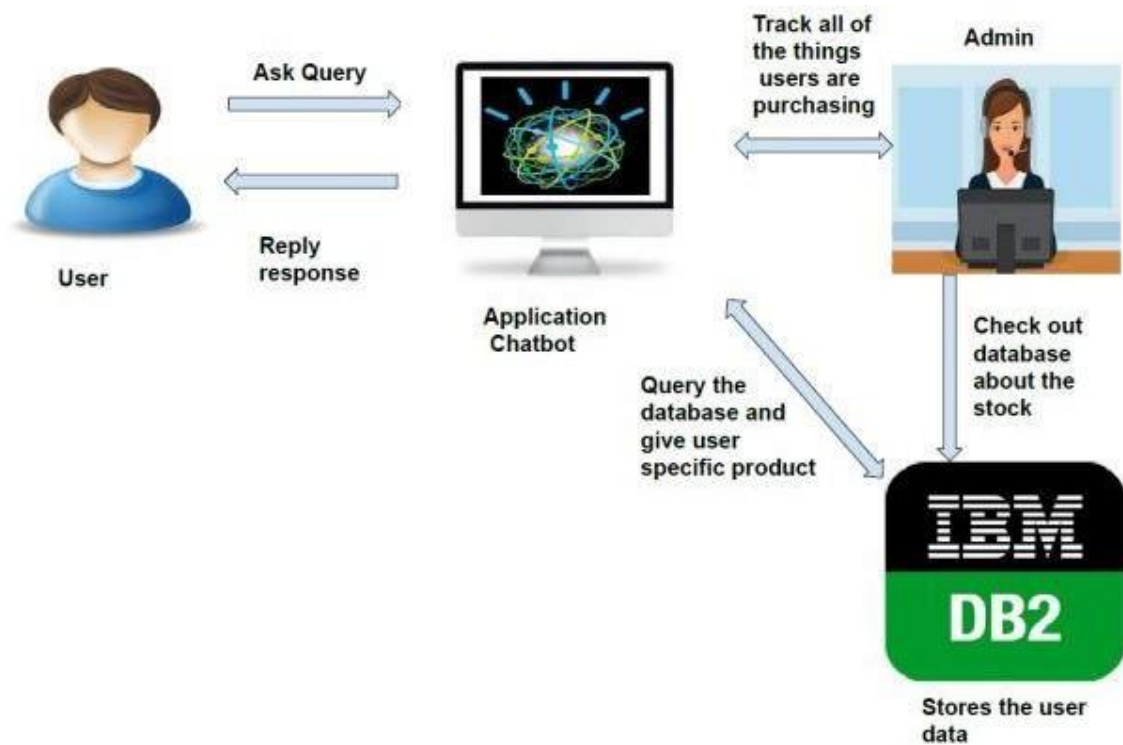 Ask Query
Reply
response
User
Application
Chatbot
Track all of
the things
users are
purchasing
Admin
Query the
database and
give user
specific product
Check out
database
about the
stock
IBM
DB2
Stores the user
data